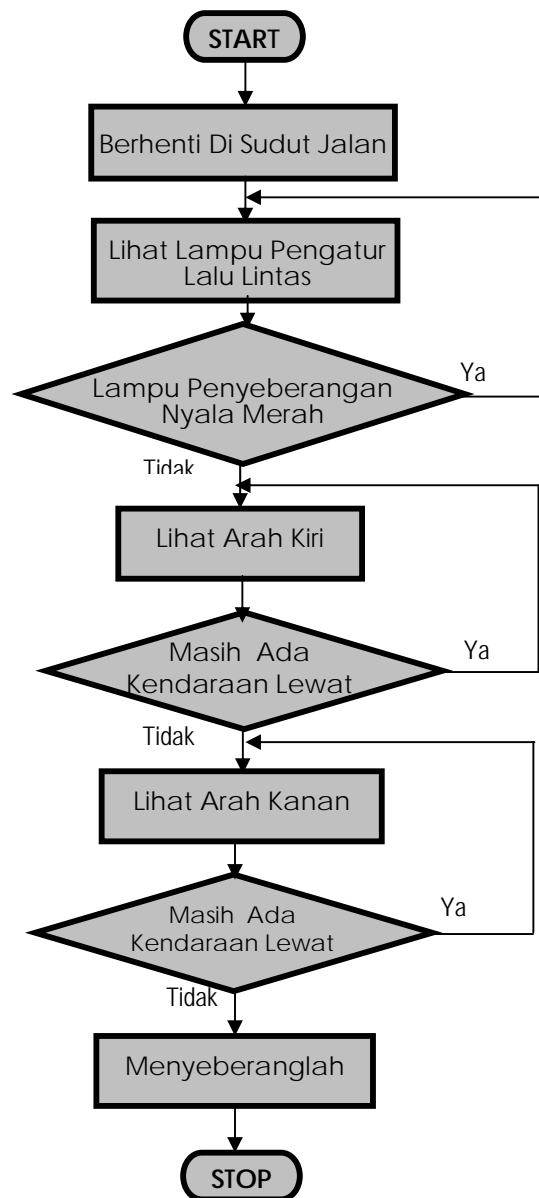 START
Berhenti Di Sudut Jalan
Lihat Lampu Pengatur
Lalu Lintas
Ya
Lampu Penyeberangan
Nyala Merah
Tidak
Lihat Arah Kiri
Masih Ada
Ya
Kendaraan Lewat
Tidak
Lihat Arah Kanan
Ya
Masih Ada
Kendaraan Lewat
Tidak
Menyeberanglah
STOP